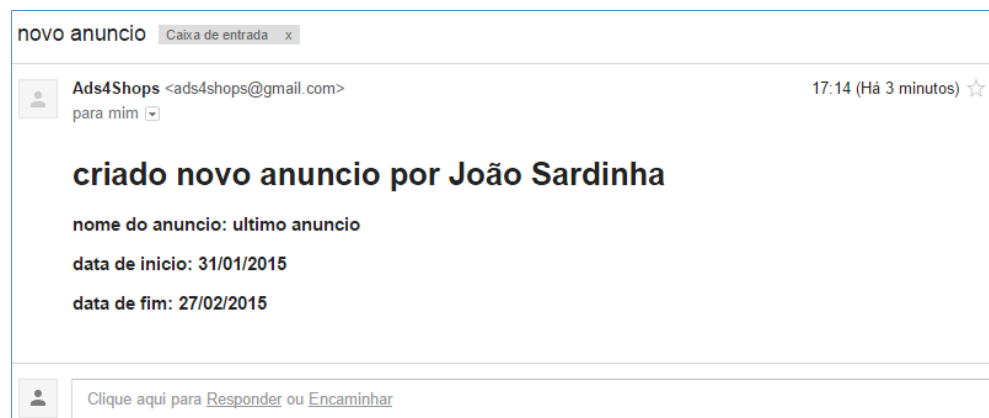 novo anuncio Caixa de entrada x
Ads4Shops <ads4shops@gmail.com> 17:14 (Há 3 minutos)
para mim
criado novo anuncio por João Sardinha
nome do anuncio: ultimo anuncio
data de inicio: 31/01/2015
data de fim: 27/02/2015
Clique aqui para Responder ou Encaminhar